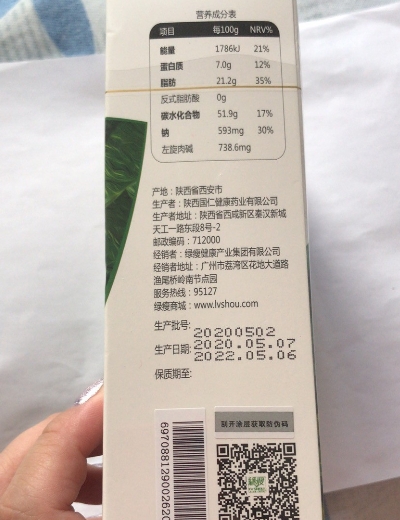 营养成分表
项目 每100g NRV%
能量 1786kJ 21%
蛋白质 7.0g 12%
脂肪 21.2g 35%
反式脂肪酸 0g
碳水化合物 51.9g 17%
钠 593mg 30%
左旋肉碱 738.6mg
产地：陕西省西安市
生产者：陕西国仁健康药业有限公司
生产者地址：陕西省西咸新区秦汉新城
天工一路东段8号-2
邮政编码：712000
经销者：绿瘦健康产业集团有限公司
经销者地址：广州市荔湾区花地大道路
渔尾桥岭南节点园
服务热线：95127
绿瘦商城：www.lvshou.com
生产批号：20200502
生产日期：2020.05.07
2022.05.06
保质期至：
刮开涂层获取防伪码
绿瘦
6970881290026